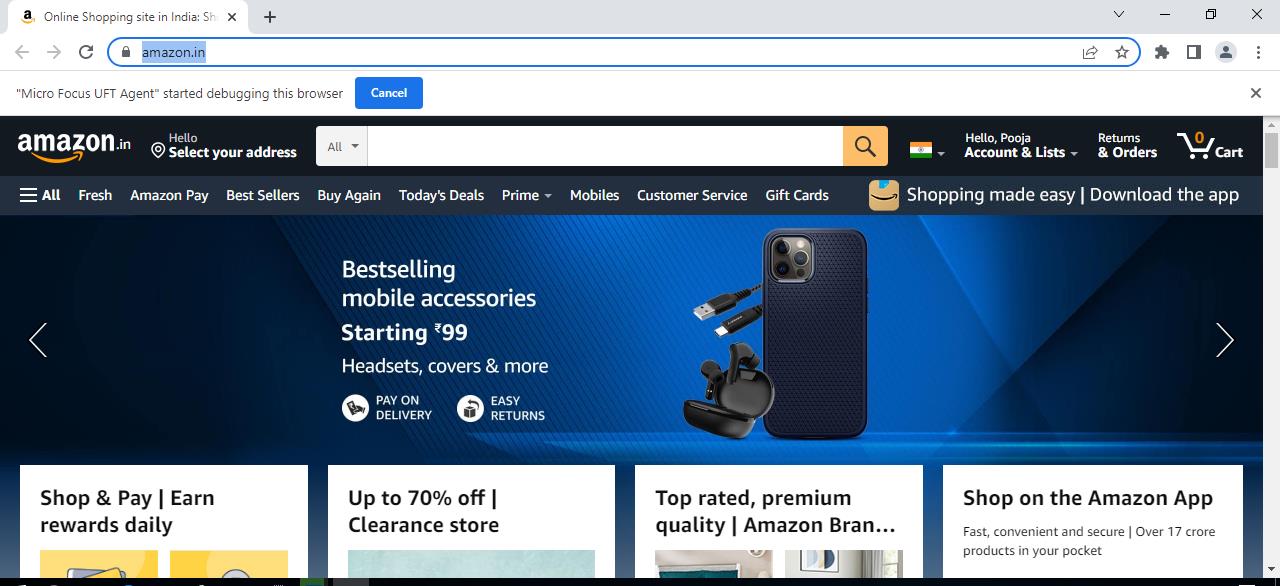 Online Shopping site in India: Sh
amazon.in
"Micro Focus UFT Agent" started debugging this browser
Cancel
amazon.in
Hello
Select your address
All
Hello, Pooja
Account & Lists
Returns
& Orders
0
Cart
All
Fresh
Amazon Pay
Best Sellers
Buy Again
Today's Deals
Prime
Mobiles
Customer Service
Gift Cards
Shopping made easy | Download the app
Bestselling
mobile accessories
Starting ₹99
Headsets, covers & more
PAY ON
DELIVERY
EASY
RETURNS
Shop & Pay | Earn
rewards daily
Up to 70% off |
Clearance store
Top rated, premium
quality | Amazon Bran...
Shop on the Amazon App
Fast, convenient and secure | Over 17 crore
products in your pocket